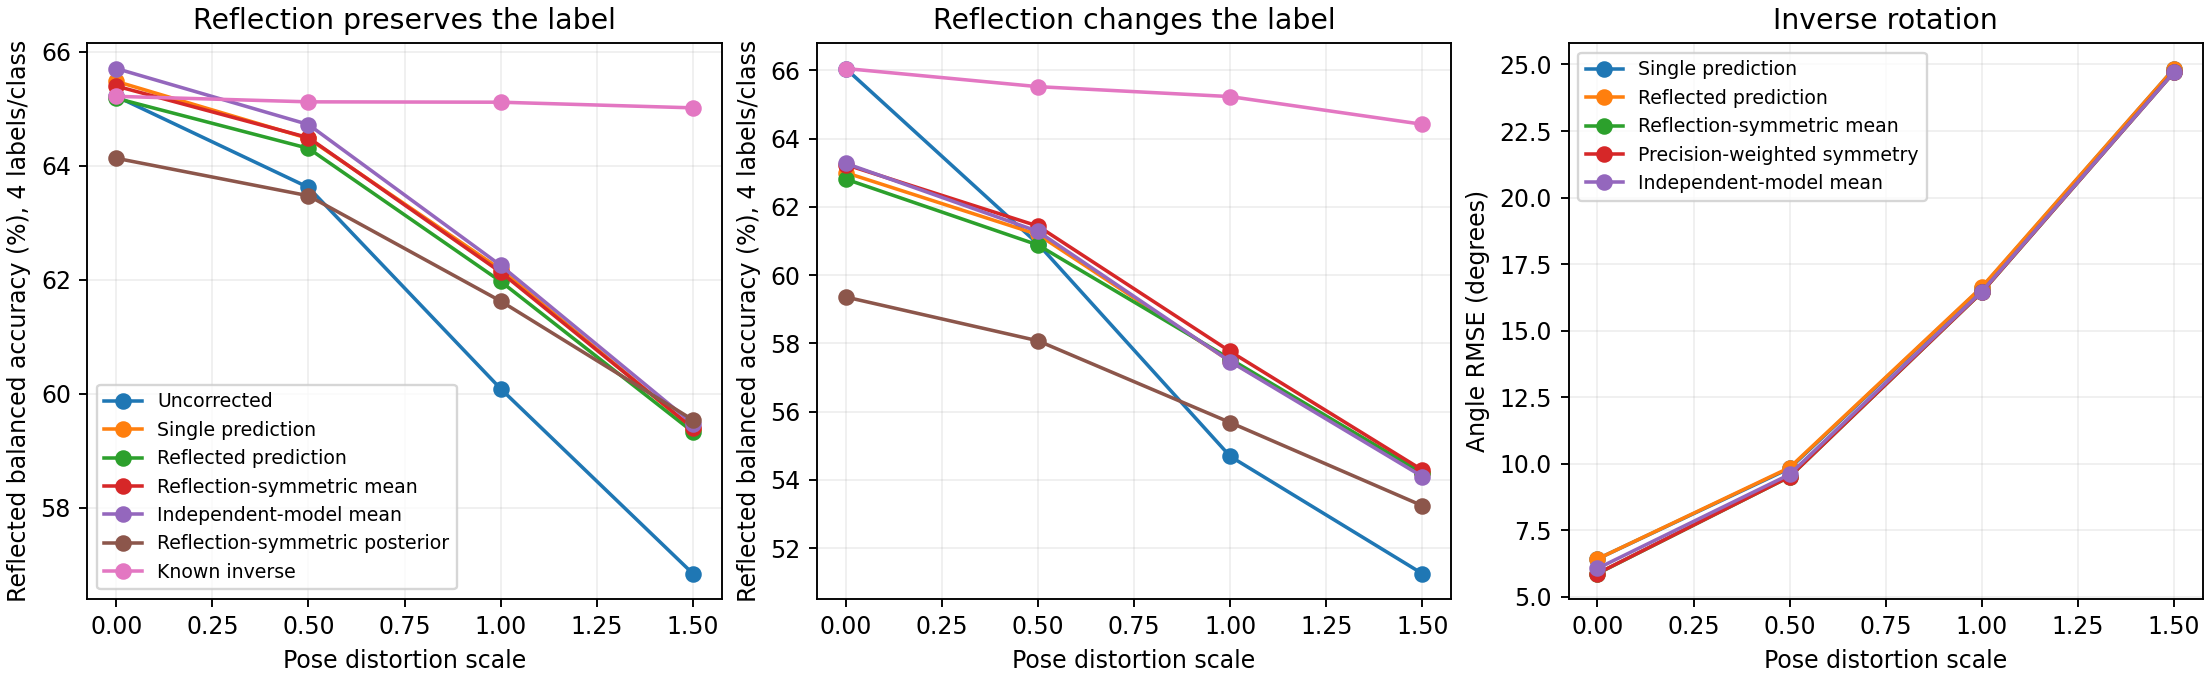 Reflection preserves the label
Reflected balanced accuracy (%), 4 labels/class
66
64
62
60
58
Uncorrected
Single prediction
Reflected prediction
Reflection-symmetric mean
Independent-model mean
Reflection-symmetric posterior
Known inverse
0.00 0.25 0.50 0.75 1.00 1.25 1.50
Pose distortion scale
Reflection changes the label
Reflected balanced accuracy (%), 4 labels/class
66
64
62
60
58
56
54
52
0.00 0.25 0.50 0.75 1.00 1.25 1.50
Pose distortion scale
Inverse rotation
Angle RMSE (degrees)
25.0
22.5
20.0
17.5
15.0
12.5
10.0
7.5
5.0
Single prediction
Reflected prediction
Reflection-symmetric mean
Precision-weighted symmetry
Independent-model mean
0.00 0.25 0.50 0.75 1.00 1.25 1.50
Pose distortion scale